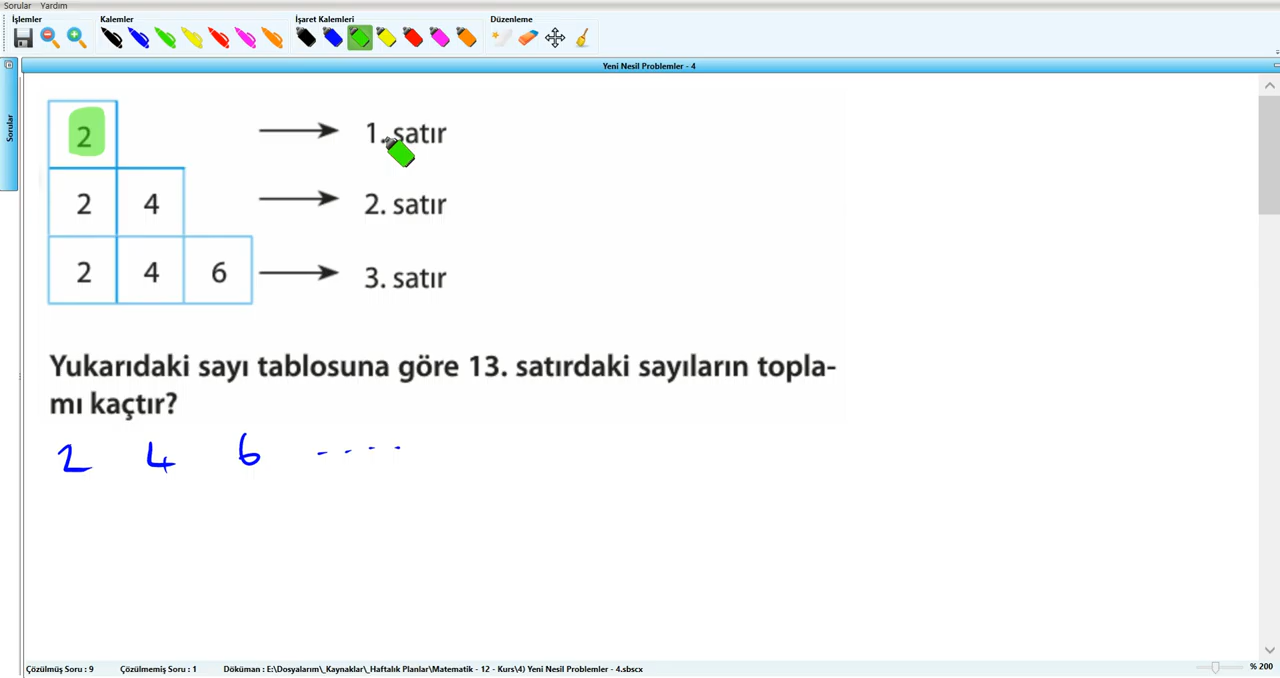 Sorular Yardım
İşlemler Kalemler İşaret Kalemleri Düzenleme
Yeni Nesil Problemler - 4
Sorular
2 1. satır
2 4 2. satır
2 4 6 3. satır
Yukarıdaki sayı tablosuna göre 13. satırdaki sayıların topla-
mı kaçtır?
2 4 6 ....
Çözülmüş Soru : 9 Çözülmemiş Soru : 1 Döküman : E:\Dosyalarım\_Kaynaklar\_Haftalık Planlar\Matematik - 12 - Kurs\4) Yeni Nesil Problemler - 4.sbscx % 200